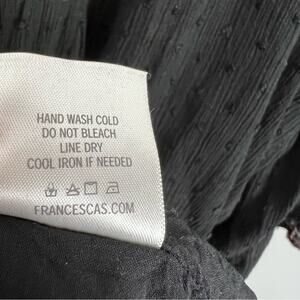 HAND WASH COLD
DO NOT BLEACH
LINE DRY
COOL IRON IF NEEDED
FRANCESCAS.COM